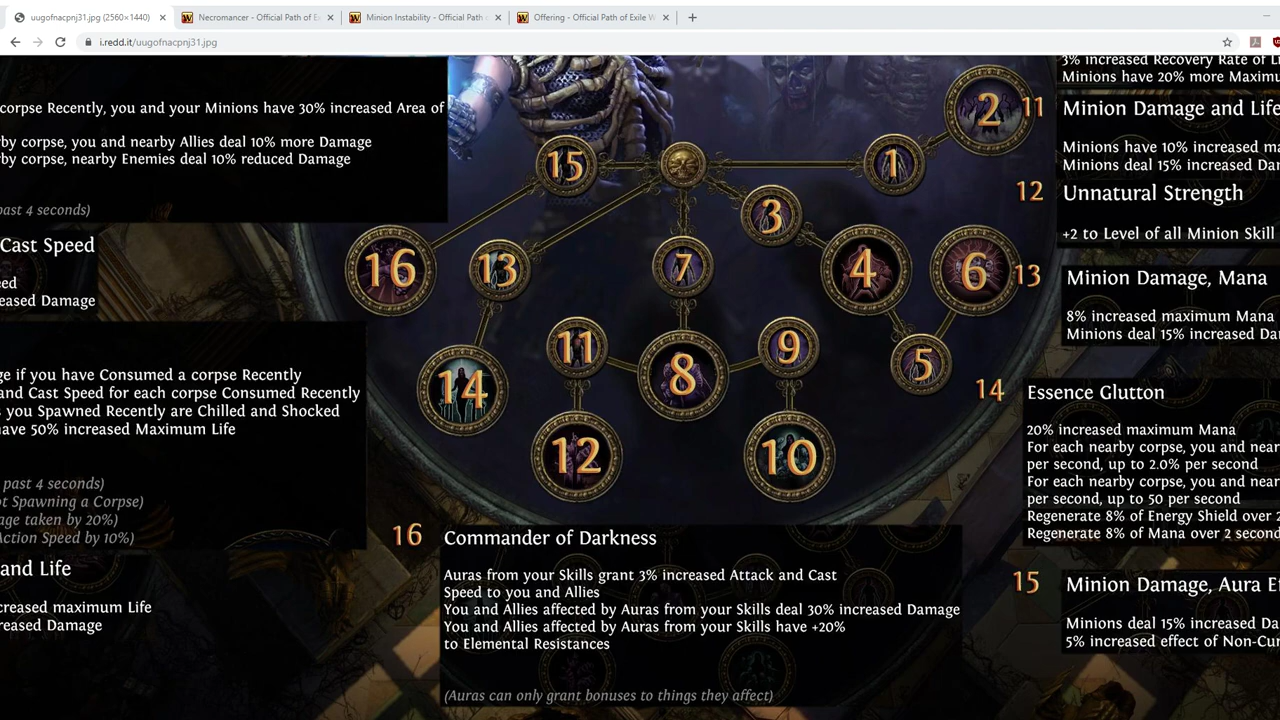 uugofnacpnj31.jpg (2560×1440)
Necromancer - Official Path of E
Minion Instability - Official Path
Offering - Official Path of Exile W
i.redd.it/uugofnacpnj31.jpg
corpse Recently, you and your Minions have 30% increased Area of
by corpse, you and nearby Allies deal 10% more Damage
by corpse, nearby Enemies deal 10% reduced Damage
past 4 seconds)
Cast Speed
eed
creased Damage
ge if you have Consumed a corpse Recently
and Cast Speed for each corpse Consumed Recently
s you Spawned Recently are Chilled and Shocked
have 50% increased Maximum Life
past 4 seconds)
ot Spawning a Corpse)
age taken by 20%)
Action Speed by 10%)
and Life
creased maximum Life
creased Damage
2
15
1
3
16
13
7
4
6
11
9
5
14
8
12
10
16
Commander of Darkness
Auras from your Skills grant 3% increased Attack and Cast
Speed to you and Allies
You and Allies affected by Auras from your Skills deal 30% increased Damage
You and Allies affected by Auras from your Skills have +20%
to Elemental Resistances
(Auras can only grant bonuses to things they affect)
3% increased Recovery Rate of Li
Minions have 20% more Maximu
11
Minion Damage and Life
Minions have 10% increased ma
Minions deal 15% increased Dar
12
Unnatural Strength
+2 to Level of all Minion Skill
13
Minion Damage, Mana
8% increased maximum Mana
Minions deal 15% increased Da
14
Essence Glutton
20% increased maximum Mana
For each nearby corpse, you and near
per second, up to 2.0% per second
For each nearby corpse, you and near
per second, up to 50 per second
Regenerate 8% of Energy Shield over 2
Regenerate 8% of Mana over 2 second
15
Minion Damage, Aura E
Minions deal 15% increased Da
5% increased effect of Non-Cu